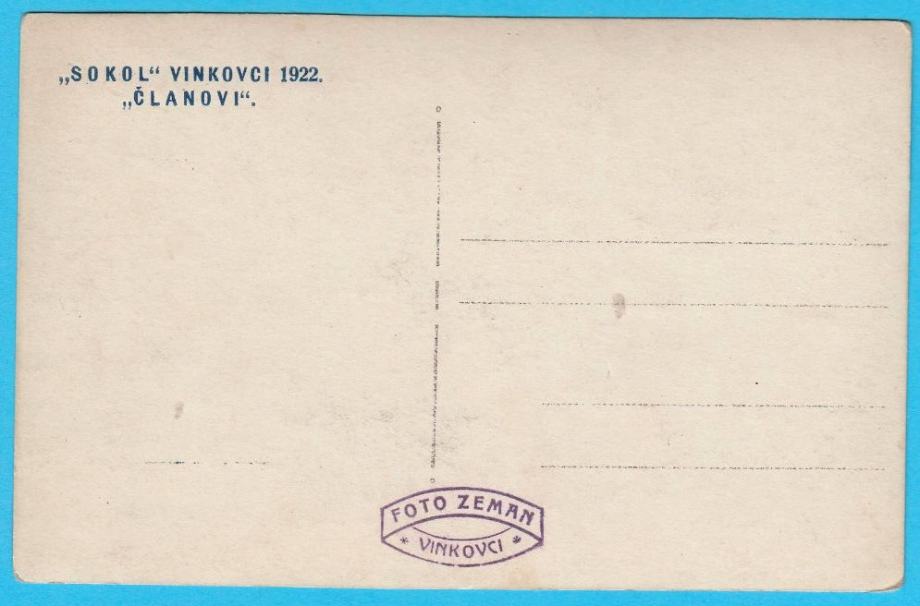 „SOKOL“ VINKOVCI 1922.
„ČLANOVI“.
FOTO ZEMAN
* VINKOVCI *